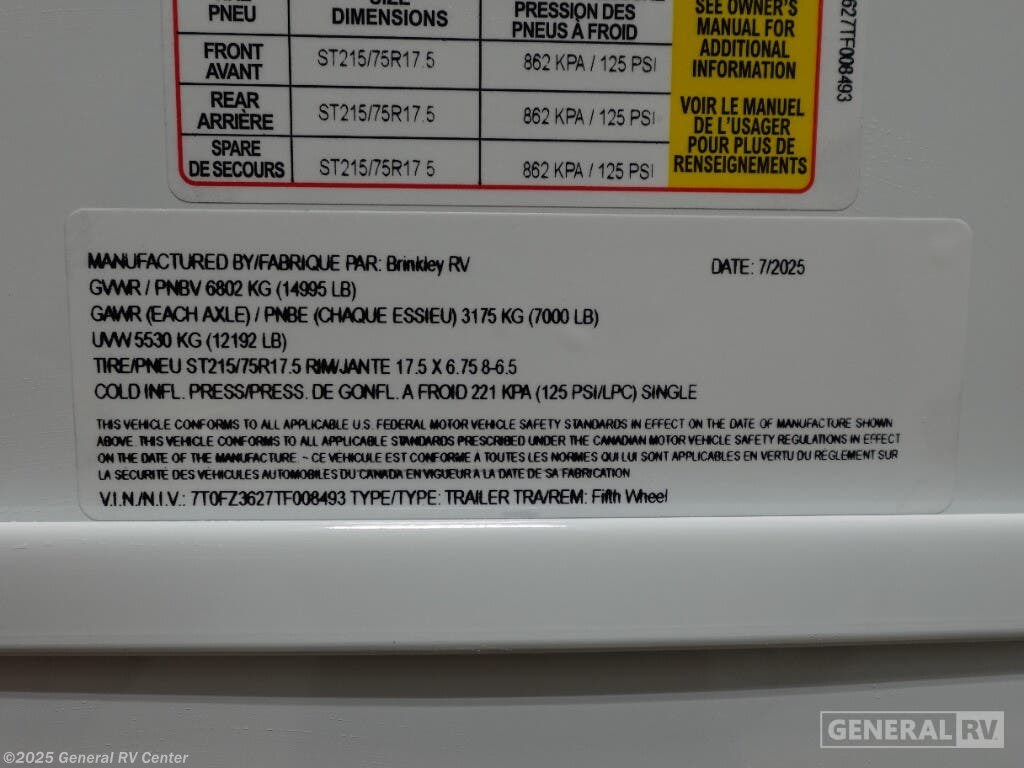 PNEU
DIMENSIONS
PRESSION DES
PNEUS À FROID
SEE OWNER'S
MANUAL FOR
ADDITIONAL
INFORMATION
VOIR LE MANUEL
DE L'USAGER
POUR PLUS DE
RENSEIGNEMENTS
FRONT
AVANT
ST215/75R17.5
862 KPA / 125 PSI
REAR
ARRIÈRE
ST215/75R17.5
862 KPA / 125 PSI
SPARE
DE SECOURS
ST215/75R17 5
862 KPA / 125 PSI
627TF008493
MANUFACTURED BY/FABRIQUE PAR: Brinkley RV
DATE: 7/2025
GVWR / PNBV 6802 KG (14995 LB)
GAWR (EACH AXLE) / PNBE (CHAQUE ESSIEU) 3175 KG (7000 LB)
UVW 5530 KG (12192 LB)
TIRE/PNEU ST215/75R17.5 RIM/JANTE 17.5 X 6.75 8-6.5
COLD INFL. PRESS/PRESS. DE GONFL. A FROID 221 KPA (125 PSI/LPC) SINGLE
THIS VEHICLE CONFORMS TO ALL APPLICABLE U.S. FEDERAL MOTOR VEHICLE SAFETY STANDARDS IN EFFECT ON THE DATE OF MANUFACTURE SHOWN
ABOVE. THIS VEHICLE CONFORMS TO ALL APPLICABLE STANDARDS PRESCRIBED UNDER THE CANADIAN MOTOR VEHICLE SAFETY REGULATIONS IN EFFECT
ON THE DATE OF THE MANUFACTURE. ~ CE VEHICULE EST CONFORME À TOUTES LES NORMES QUI LUI SONT APPLICABLES EN VERTU DU REGLEMENT SUR
LA SECURITE DES VEHICULES AUTOMOBILES DU CANADA EN VIGUEUR A LA DATE DE SA FABRICATION
V.I.N./N.I.V.: 7T0FZ3627TF008493 TYPE/TYPE: TRAILER TRA/REM: Fifth Wheel
GENERAL RV
©2025 General RV Center